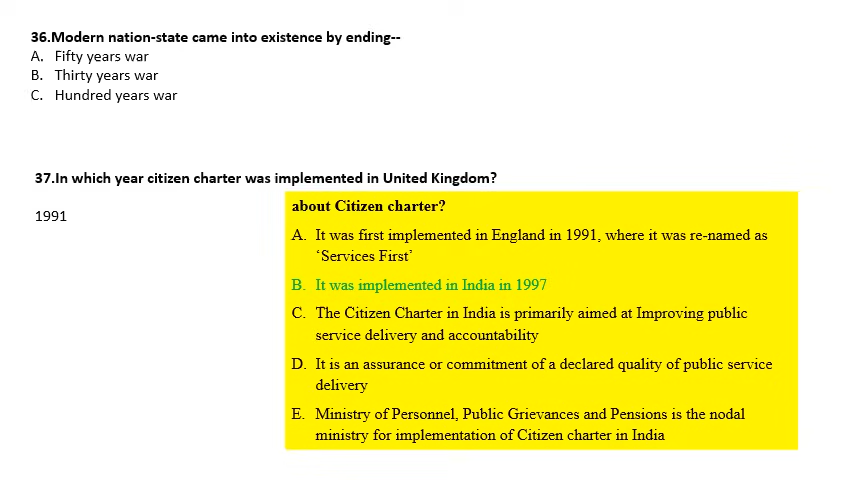 36.Modern nation-state came into existence by ending--
A. Fifty years war
B. Thirty years war
C. Hundred years war
37.In which year citizen charter was implemented in United Kingdom?
1991
about Citizen charter?
A. It was first implemented in England in 1991, where it was re-named as
‘Services First’
B. It was implemented in India in 1997
C. The Citizen Charter in India is primarily aimed at Improving public
service delivery and accountability
D. It is an assurance or commitment of a declared quality of public service
delivery
E. Ministry of Personnel, Public Grievances and Pensions is the nodal
ministry for implementation of Citizen charter in India